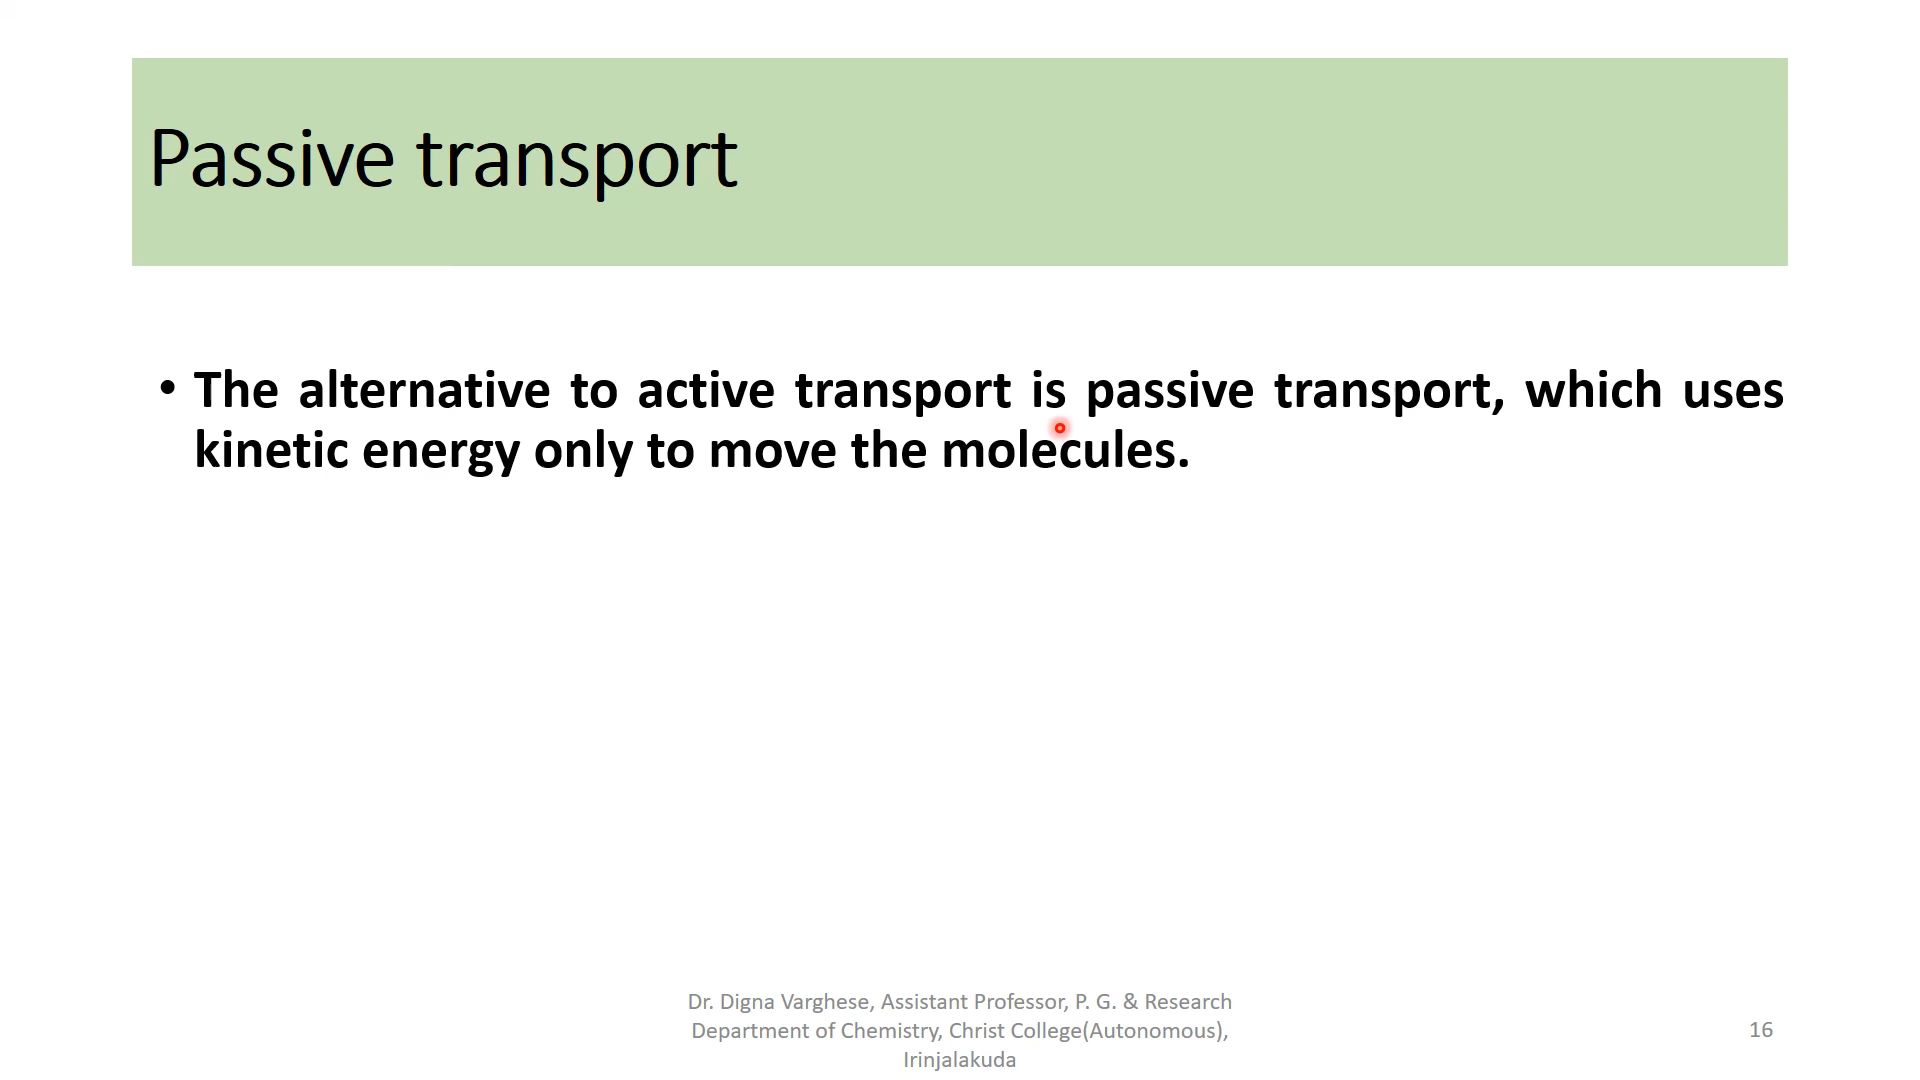 Passive transport
• The alternative to active transport is passive transport, which uses
kinetic energy only to move the molecules.
Dr. Digna Varghese, Assistant Professor, P. G. & Research
Department of Chemistry, Christ College(Autonomous),
Irinjalakuda
16